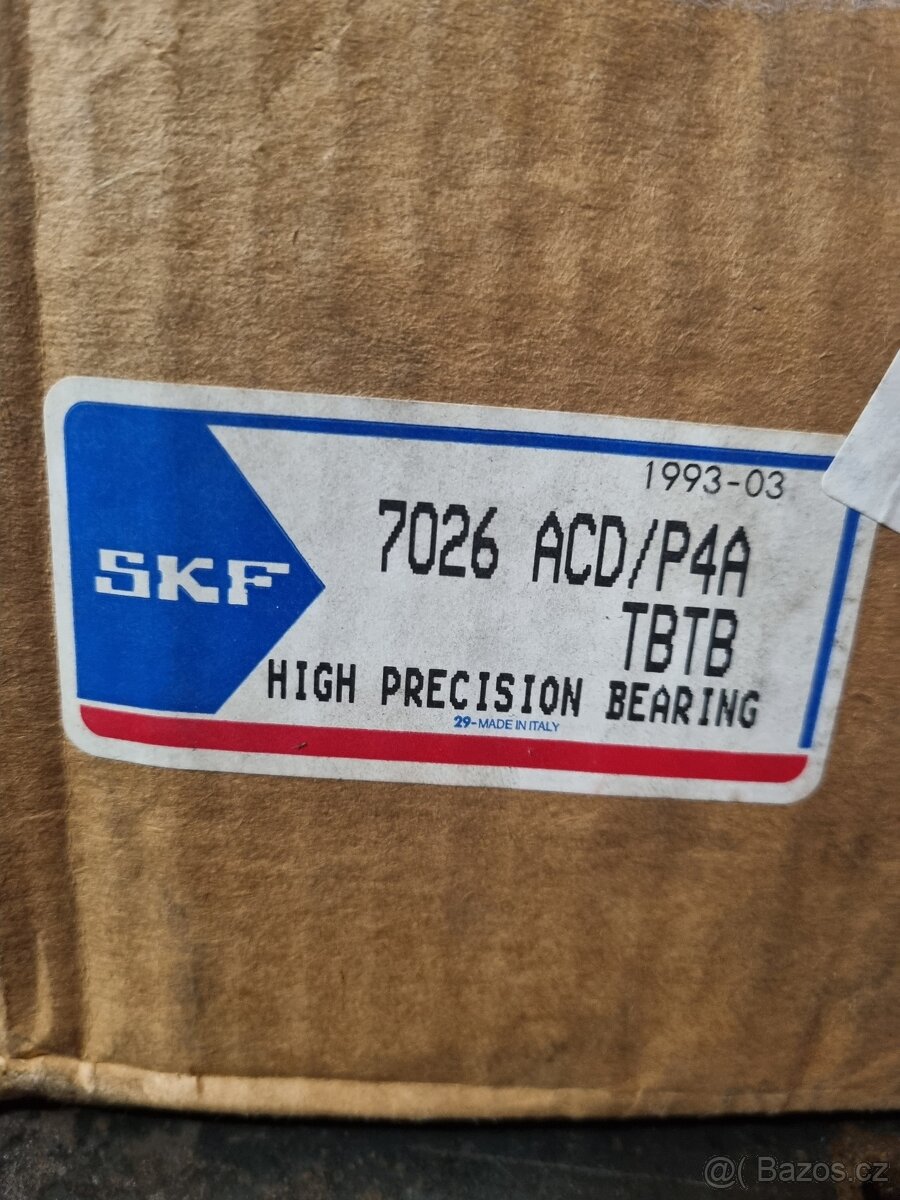 1993-03
7026 ACD/P4A
TBTB
SKF
HIGH PRECISION BEARING
29-MADE IN ITALY
@( Bazos.cz